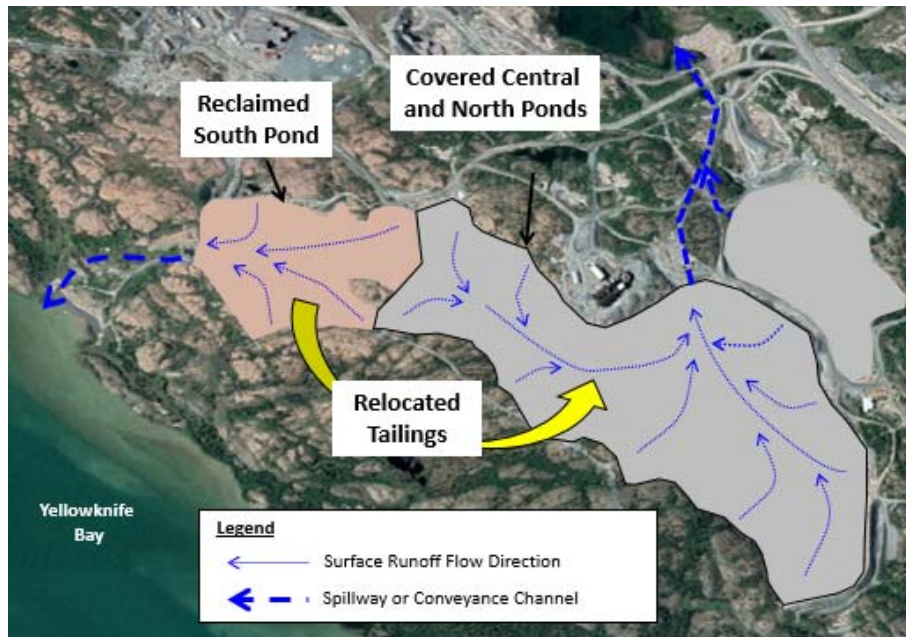 Covered Central
and North Ponds
Reclaimed
South Pond
Relocated
Tailings
Yellowknife
Bay
Legend
Surface Runoff Flow Direction
Spillway or Conveyance Channel